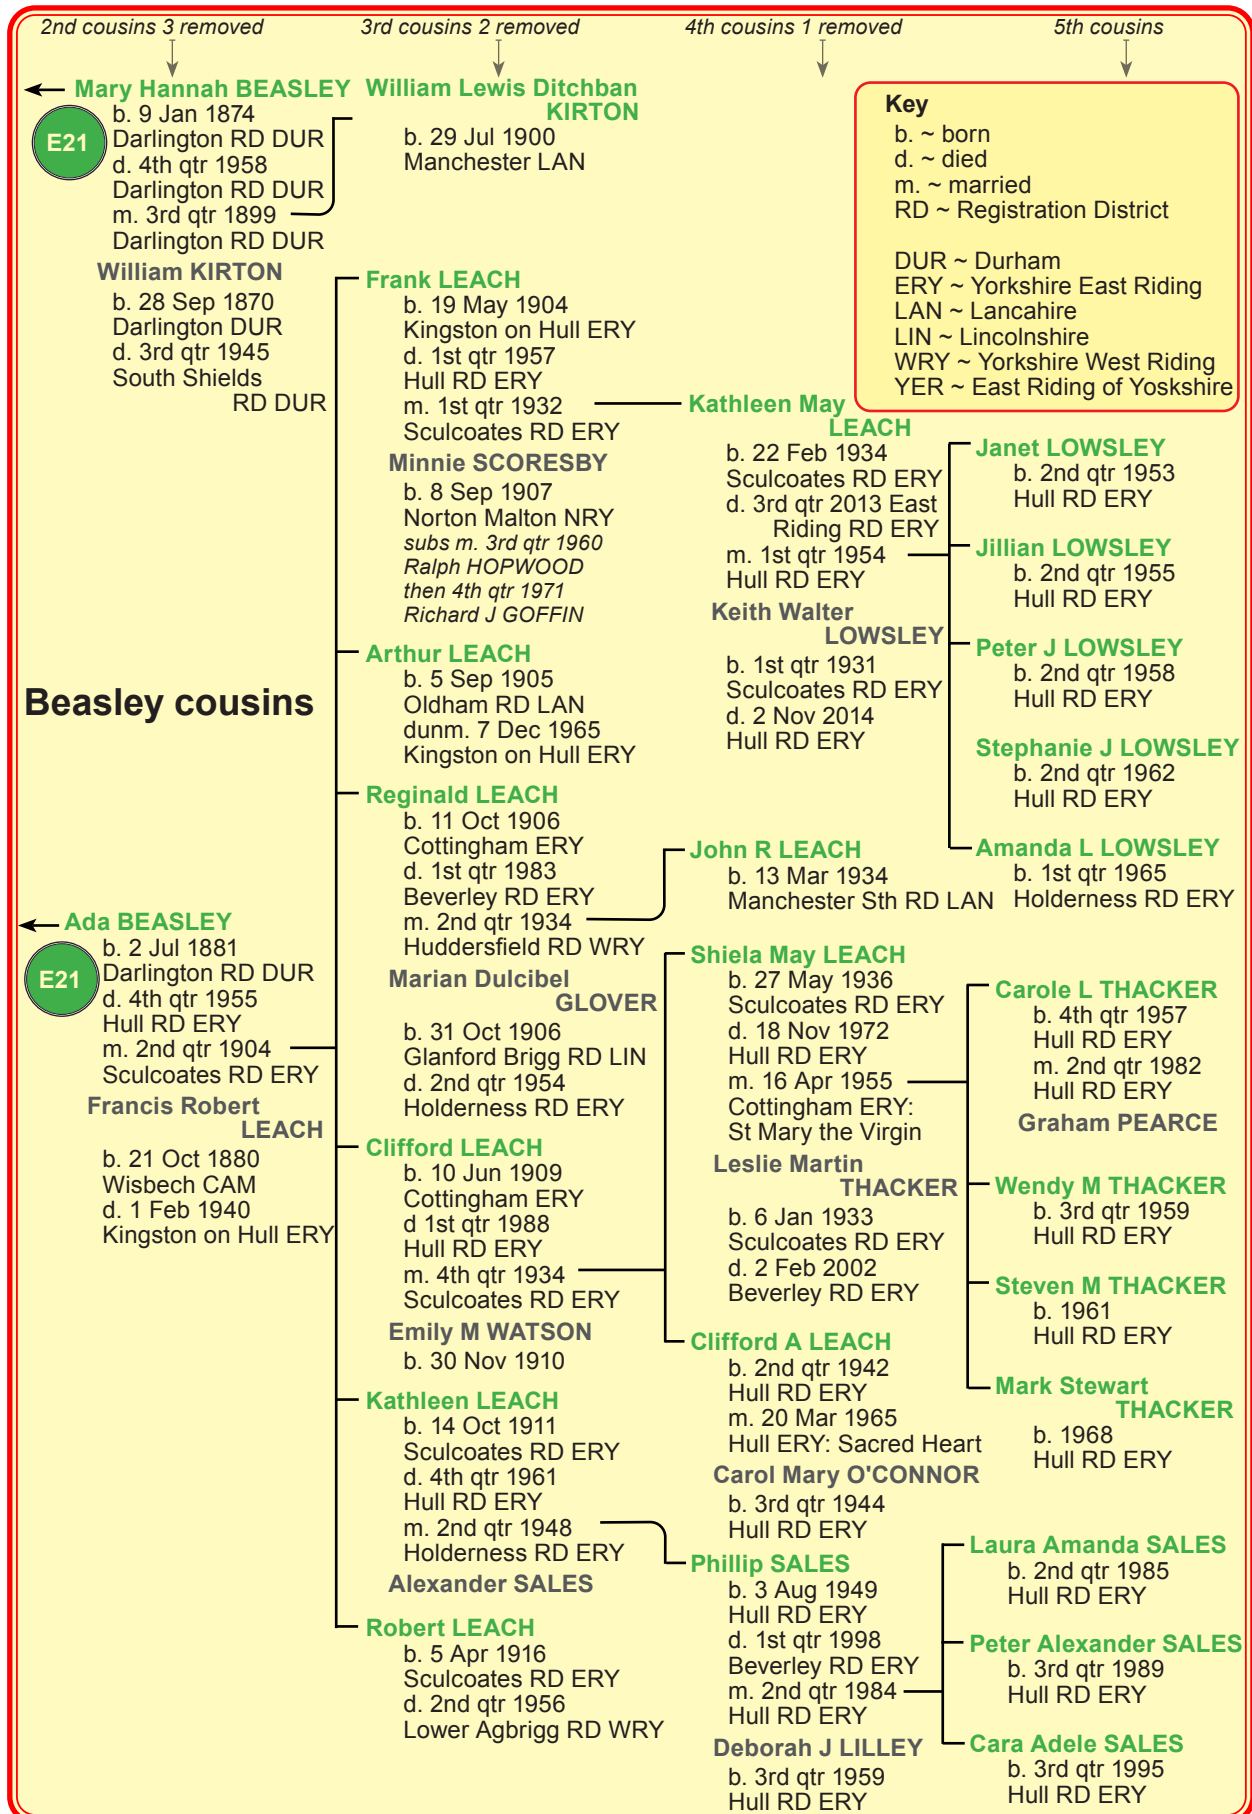 2nd cousins 3 removed
3rd cousins 2 removed
4th cousins 1 removed
5th cousins
Mary Hannah BEASLEY
E21
b. 9 Jan 1874
Darlington RD DUR
d. 4th qtr 1958
Darlington RD DUR
m. 3rd qtr 1899
Darlington RD DUR
William KIRTON
b. 28 Sep 1870
Darlington DUR
d. 3rd qtr 1945
South Shields
RD DUR
Beasley cousins
Ada BEASLEY
E21
b. 2 Jul 1881
Darlington RD DUR
d. 4th qtr 1955
Hull RD ERY
m. 2nd qtr 1904
Sculcoates RD ERY
Francis Robert
LEACH
b. 21 Oct 1880
Wisbech CAM
d. 1 Feb 1940
Kingston on Hull ERY
William Lewis Ditchban
KIRTON
b. 29 Jul 1900
Manchester LAN
Frank LEACH
b. 19 May 1904
Kingston on Hull ERY
d. 1st qtr 1957
Hull RD ERY
m. 1st qtr 1932
Sculcoates RD ERY
Minnie SCORESBY
b. 8 Sep 1907
Norton Malton NRY
subs m. 3rd qtr 1960
Ralph HOPWOOD
then 4th qtr 1971
Richard J GOFFIN
Arthur LEACH
b. 5 Sep 1905
Oldham RD LAN
dunm. 7 Dec 1965
Kingston on Hull ERY
Reginald LEACH
b. 11 Oct 1906
Cottingham ERY
d. 1st qtr 1983
Beverley RD ERY
m. 2nd qtr 1934
Huddersfield RD WRY
Marian Dulcibel
GLOVER
b. 31 Oct 1906
Glanford Brigg RD LIN
d. 2nd qtr 1954
Holderness RD ERY
Clifford LEACH
b. 10 Jun 1909
Cottingham ERY
d 1st qtr 1988
Hull RD ERY
m. 4th qtr 1934
Sculcoates RD ERY
Emily M WATSON
b. 30 Nov 1910
Kathleen LEACH
b. 14 Oct 1911
Sculcoates RD ERY
d. 4th qtr 1961
Hull RD ERY
m. 2nd qtr 1948
Holderness RD ERY
Alexander SALES
Robert LEACH
b. 5 Apr 1916
Sculcoates RD ERY
d. 2nd qtr 1956
Lower Agbrigg RD WRY
Kathleen May
LEACH
b. 22 Feb 1934
Sculcoates RD ERY
d. 3rd qtr 2013 East
Riding RD ERY
m. 1st qtr 1954
Hull RD ERY
Keith Walter
LOWSLEY
b. 1st qtr 1931
Sculcoates RD ERY
d. 2 Nov 2014
Hull RD ERY
John R LEACH
b. 13 Mar 1934
Manchester Sth RD LAN
Shiela May LEACH
b. 27 May 1936
Sculcoates RD ERY
d. 18 Nov 1972
Hull RD ERY
m. 16 Apr 1955
Cottingham ERY:
St Mary the Virgin
Leslie Martin
THACKER
b. 6 Jan 1933
Sculcoates RD ERY
d. 2 Feb 2002
Beverley RD ERY
Clifford A LEACH
b. 2nd qtr 1942
Hull RD ERY
m. 20 Mar 1965
Hull ERY: Sacred Heart
Carol Mary O'CONNOR
b. 3rd qtr 1944
Hull RD ERY
Phillip SALES
b. 3 Aug 1949
Hull RD ERY
d. 1st qtr 1998
Beverley RD ERY
m. 2nd qtr 1984
Hull RD ERY
Deborah J LILLEY
b. 3rd qtr 1959
Hull RD ERY
Key
b. ~ born
d. ~ died
m. ~ married
RD ~ Registration District
DUR ~ Durham
ERY ~ Yorkshire East Riding
LAN ~ Lancahire
LIN ~ Lincolnshire
WRY ~ Yorkshire West Riding
YER ~ East Riding of Yoskshire
Janet LOWSLEY
b. 2nd qtr 1953
Hull RD ERY
Jillian LOWSLEY
b. 2nd qtr 1955
Hull RD ERY
Peter J LOWSLEY
b. 2nd qtr 1958
Hull RD ERY
Stephanie J LOWSLEY
b. 2nd qtr 1962
Hull RD ERY
Amanda L LOWSLEY
b. 1st qtr 1965
Holderness RD ERY
Carole L THACKER
b. 4th qtr 1957
Hull RD ERY
m. 2nd qtr 1982
Hull RD ERY
Graham PEARCE
Wendy M THACKER
b. 3rd qtr 1959
Hull RD ERY
Steven M THACKER
b. 1961
Hull RD ERY
Mark Stewart
THACKER
b. 1968
Hull RD ERY
Laura Amanda SALES
b. 2nd qtr 1985
Hull RD ERY
Peter Alexander SALES
b. 3rd qtr 1989
Hull RD ERY
Cara Adele SALES
b. 3rd qtr 1995
Hull RD ERY